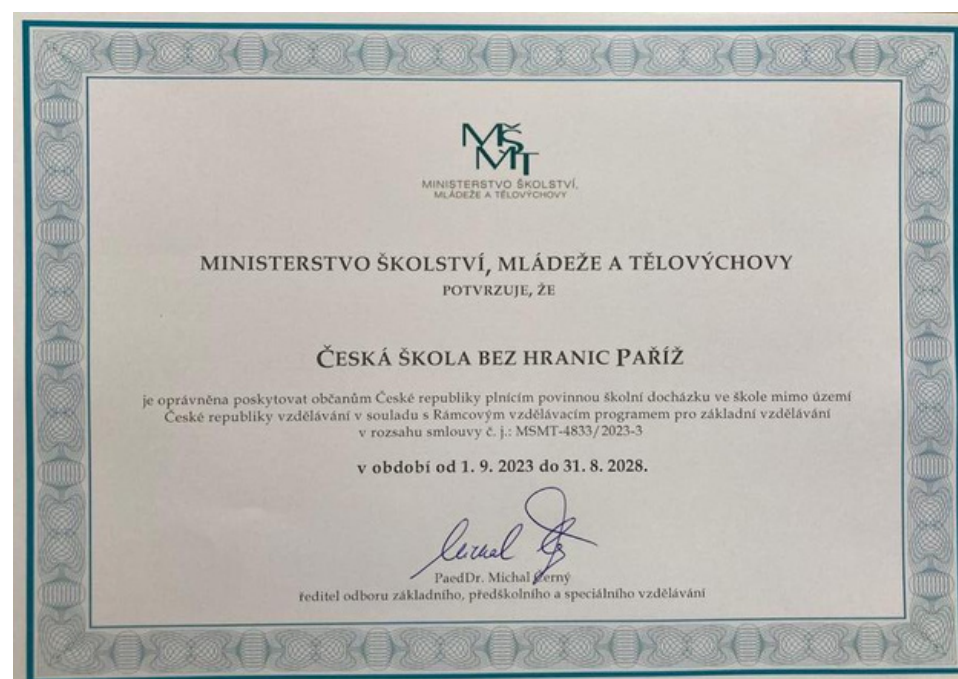 MŠ
MT
MINISTERSTVO ŠKOLSTVÍ,
MLÁDEŽE A TĚLOVÝCHOVY
MINISTERSTVO ŠKOLSTVÍ, MLÁDEŽE A TĚLOVÝCHOVY
POTVRZUJE, ŽE
ČESKÁ ŠKOLA BEZ HRANIC PAŘÍŽ
je oprávněna poskytovat občanům České republiky plnícím povinnou školní docházku ve škole mimo území
České republiky vzdělávání v souladu s Rámcovým vzdělávacím programem pro základní vzdělávání
v rozsahu smlouvy č. j.: MSMT-4833/2023-3
v období od 1. 9. 2023 do 31. 8. 2028.
PaedDr. Michal Černý
ředitel odboru základního, předškolního a speciálního vzdělávání